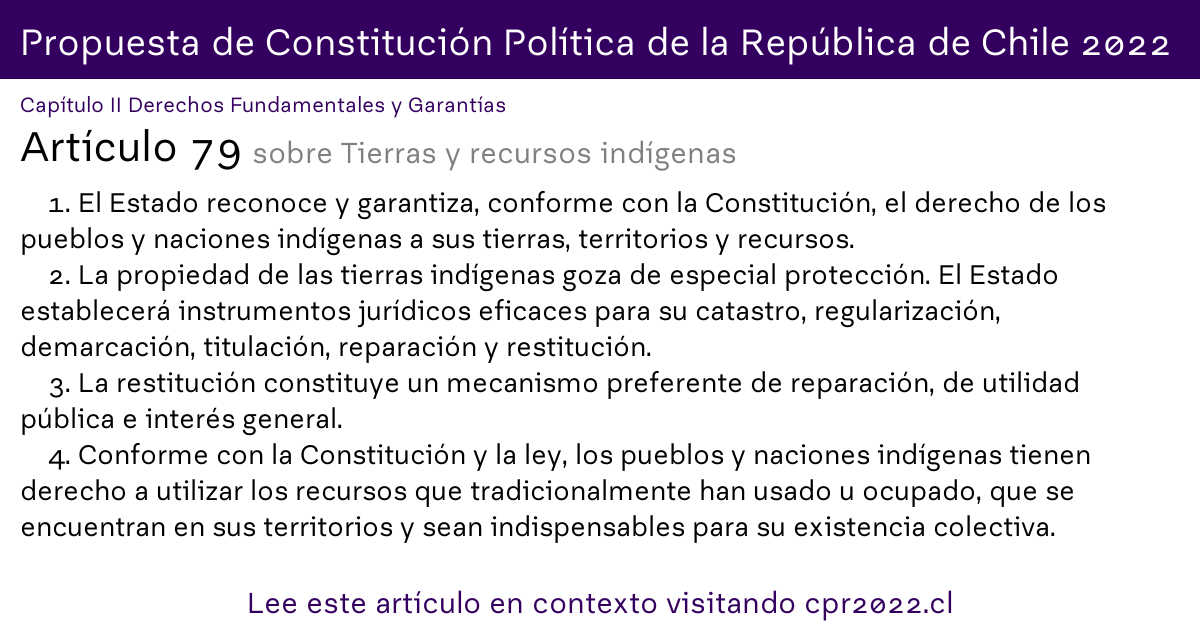 Propuesta de Constitución Política de la República de Chile 2022
Capítulo II Derechos Fundamentales y Garantías
Artículo 79 sobre Tierras y recursos indígenas
1. El Estado reconoce y garantiza, conforme con la Constitución, el derecho de los
pueblos y naciones indígenas a sus tierras, territorios y recursos.
2. La propiedad de las tierras indígenas goza de especial protección. El Estado
establecerá instrumentos jurídicos eficaces para su catastro, regularización,
demarcación, titulación, reparación y restitución.
3. La restitución constituye un mecanismo preferente de reparación, de utilidad
pública e interés general.
4. Conforme con la Constitución y la ley, los pueblos y naciones indígenas tienen
derecho a utilizar los recursos que tradicionalmente han usado u ocupado, que se
encuentran en sus territorios y sean indispensables para su existencia colectiva.
Lee este artículo en contexto visitando cpr2022.cl